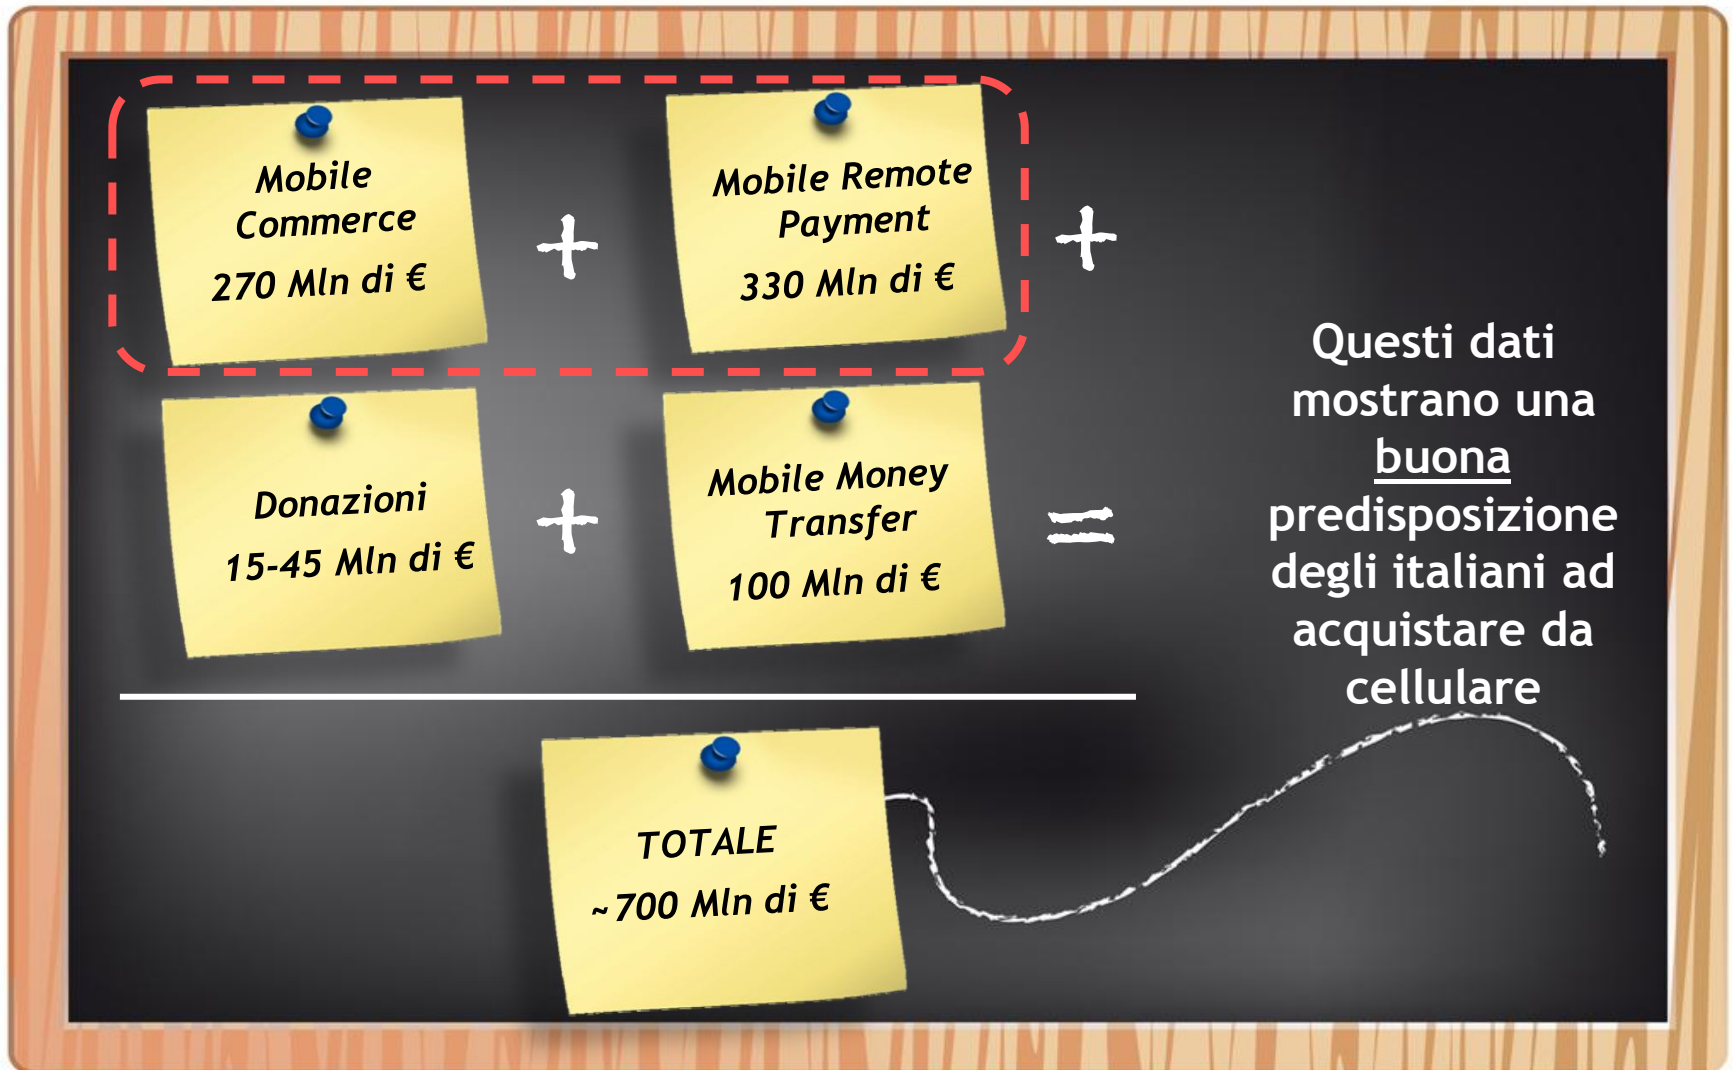 Mobile
Commerce
270 Mln di €
+
Mobile Remote
Payment
330 Mln di €
+
Donazioni
15-45 Mln di €
+
Mobile Money
Transfer
100 Mln di €
=
TOTALE
~700 Mln di €
Questi dati
mostrano una
buona
predisposizione
degli italiani ad
acquistare da
cellulare